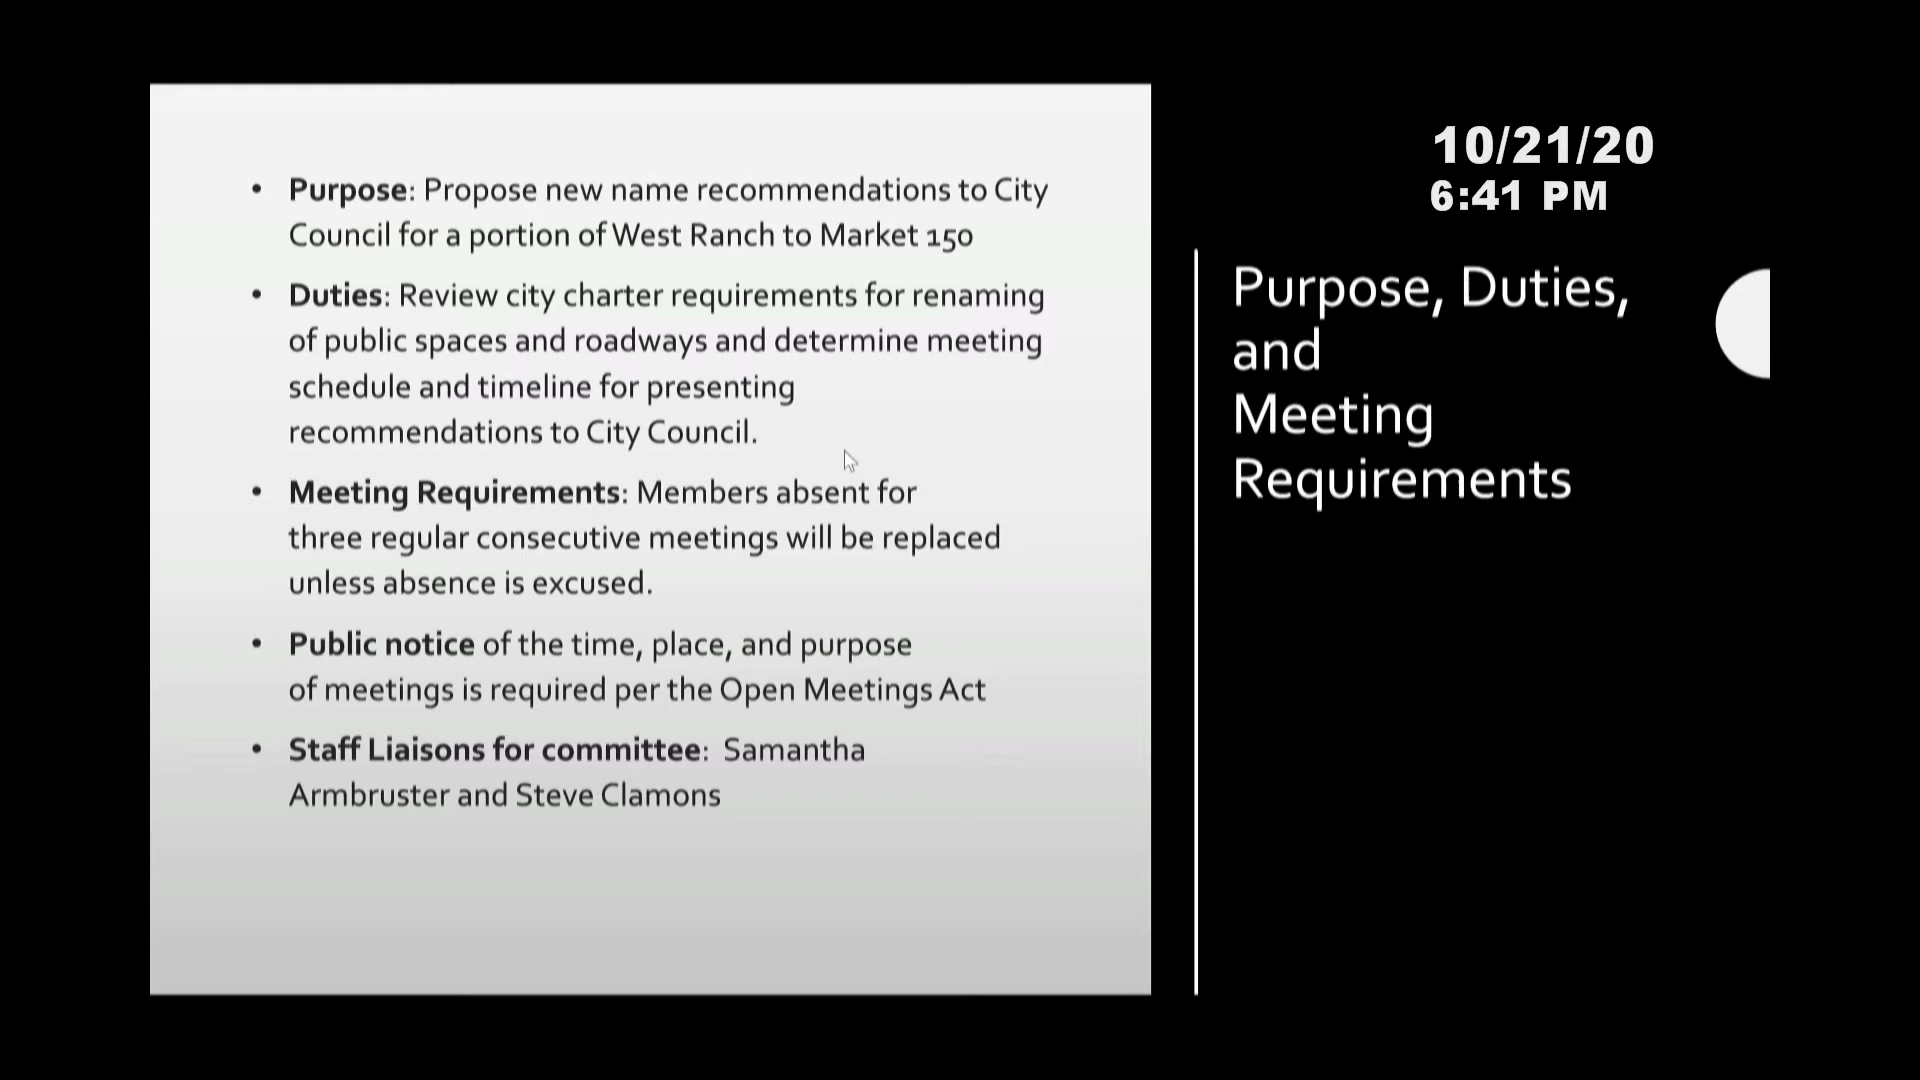 • Purpose: Propose new name recommendations to City
Council for a portion of West Ranch to Market 150
• Duties: Review city charter requirements for renaming
of public spaces and roadways and determine meeting
schedule and timeline for presenting
recommendations to City Council.
• Meeting Requirements: Members absent for
three regular consecutive meetings will be replaced
unless absence is excused.
• Public notice of the time, place, and purpose
of meetings is required per the Open Meetings Act
• Staff Liaisons for committee: Samantha
Armbruster and Steve Clamons
10/21/20
6:41 PM
Purpose, Duties,
and
Meeting
Requirements